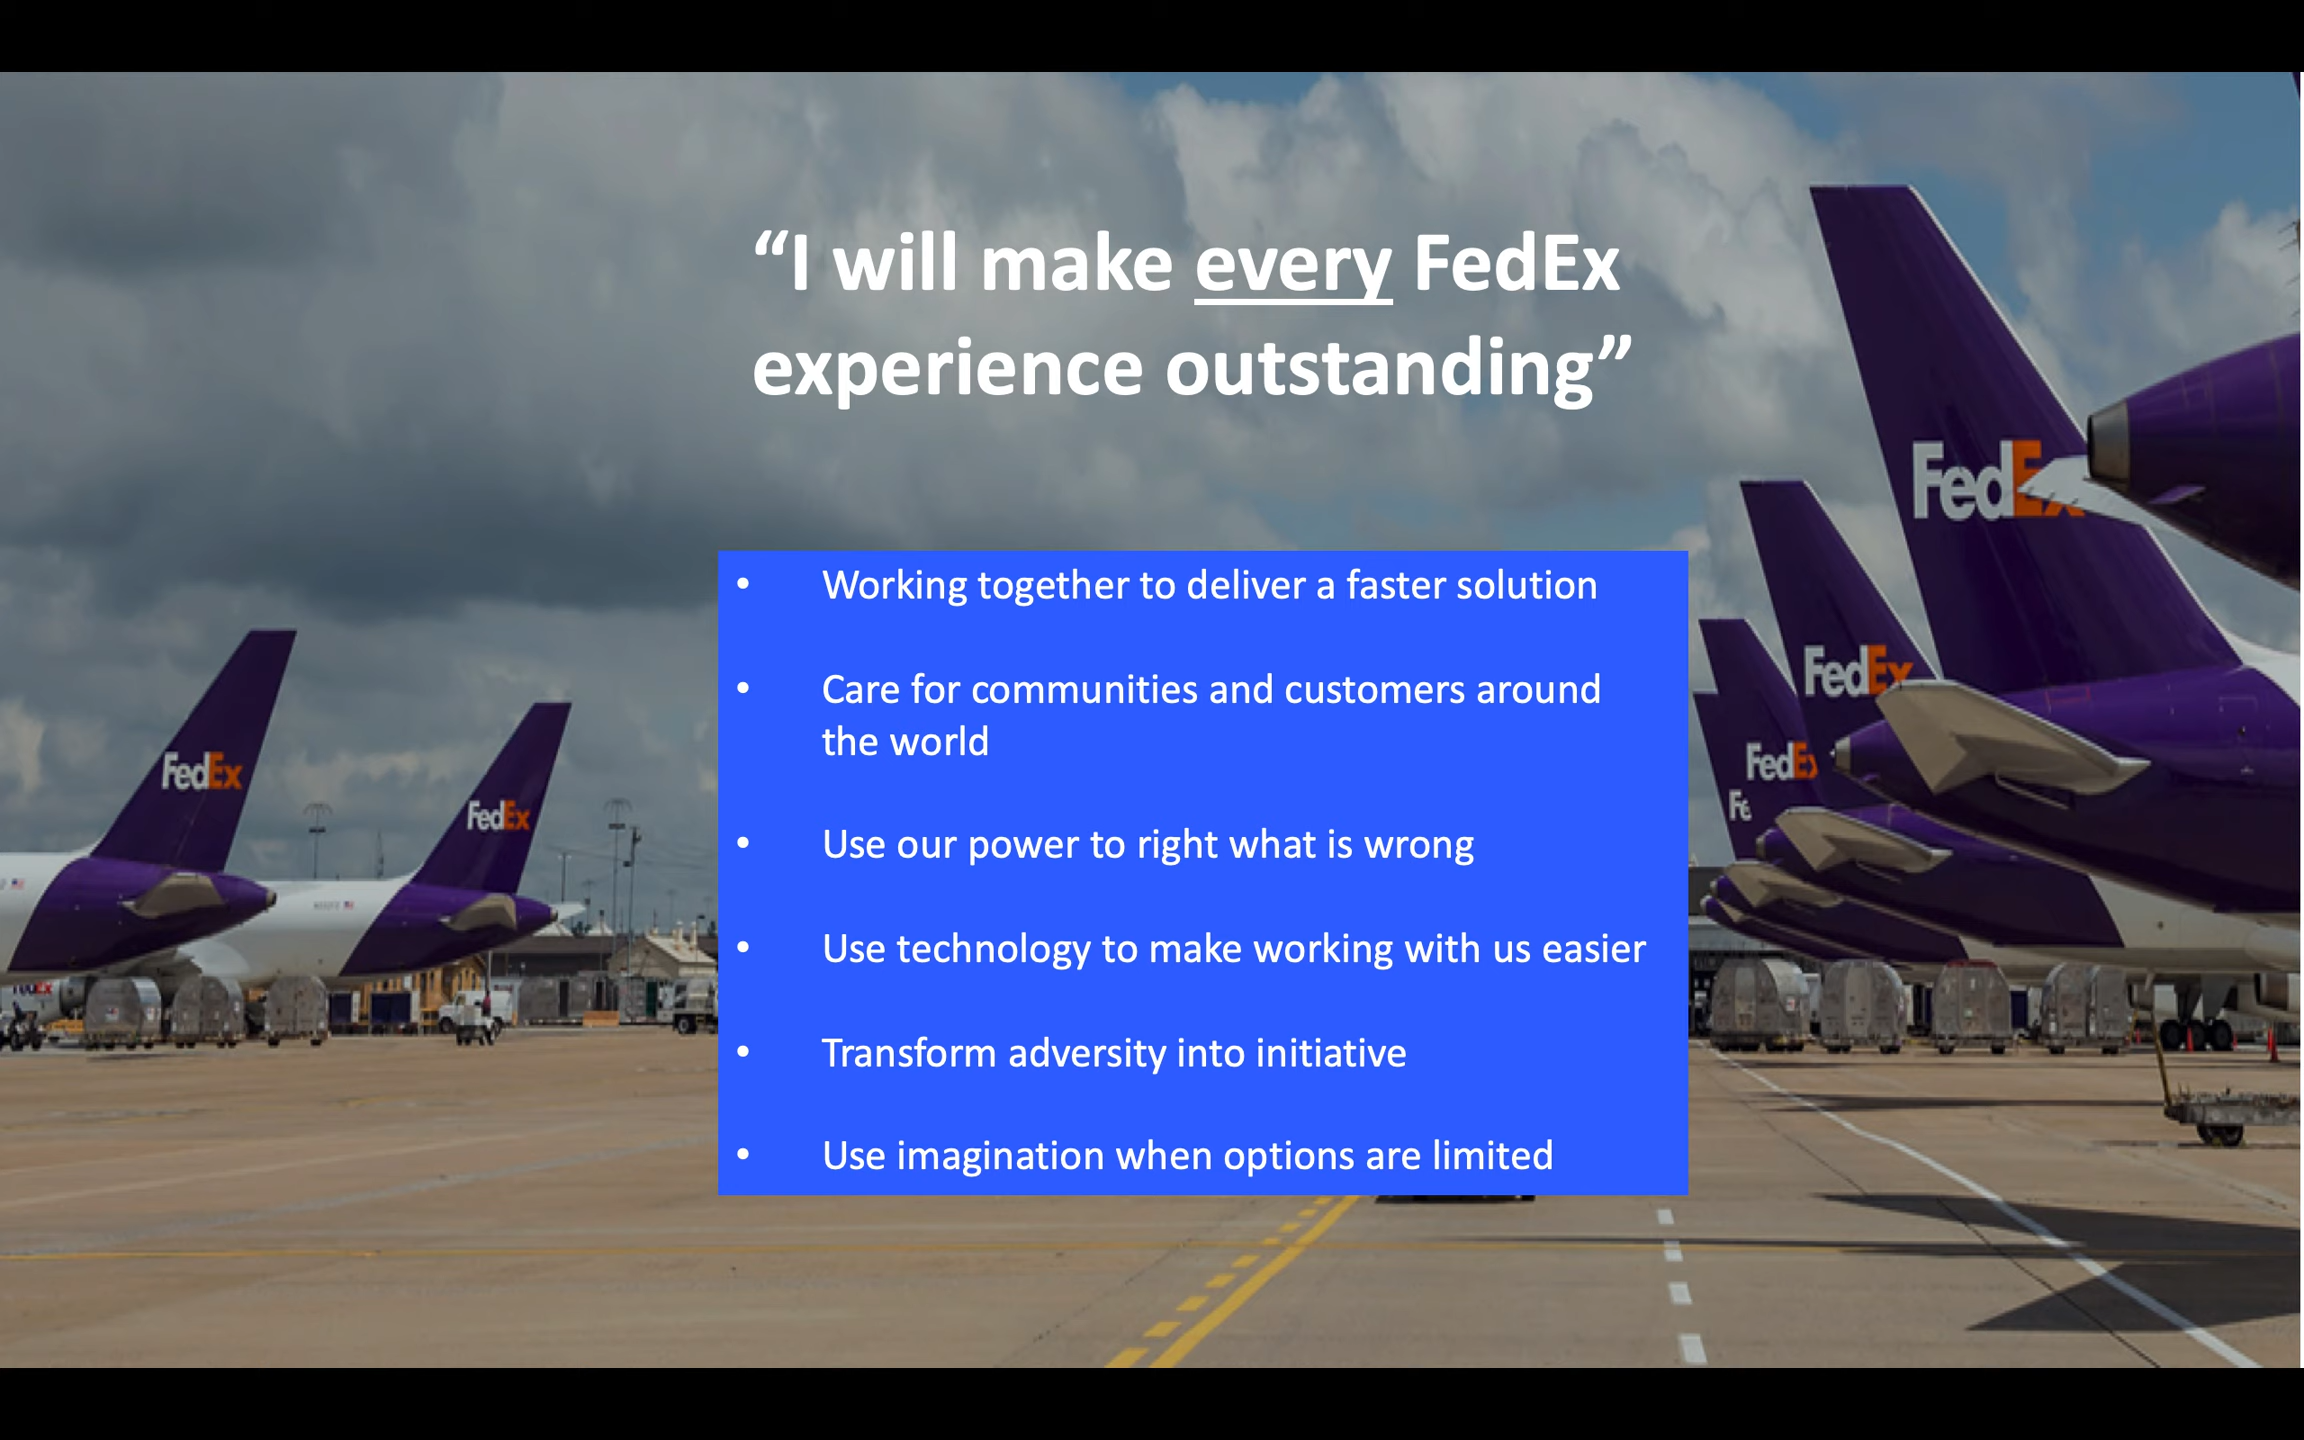 “I will make every FedEx
experience outstanding”
• Working together to deliver a faster solution
• Care for communities and customers around
the world
• Use our power to right what is wrong
• Use technology to make working with us easier
• Transform adversity into initiative
• Use imagination when options are limited
FedEx
FedEx
FedEx
FedEx
FedEx
Fe